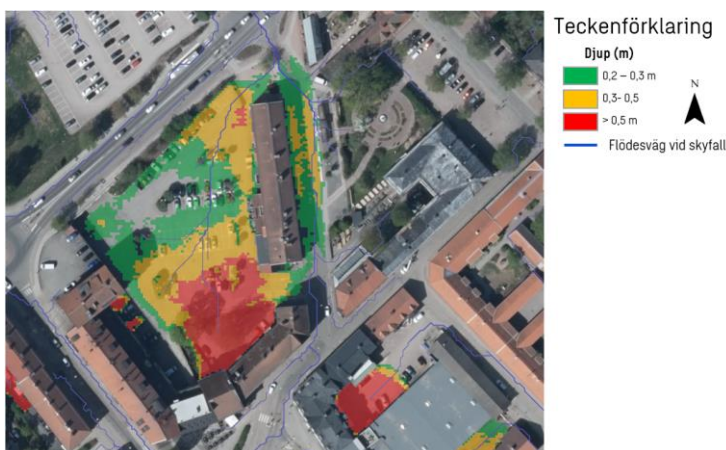 Teckenförklaring
Djup (m)
0,2 – 0,3 m
0,3- 0,5
> 0,5 m
Flödesväg vid skyfall
N